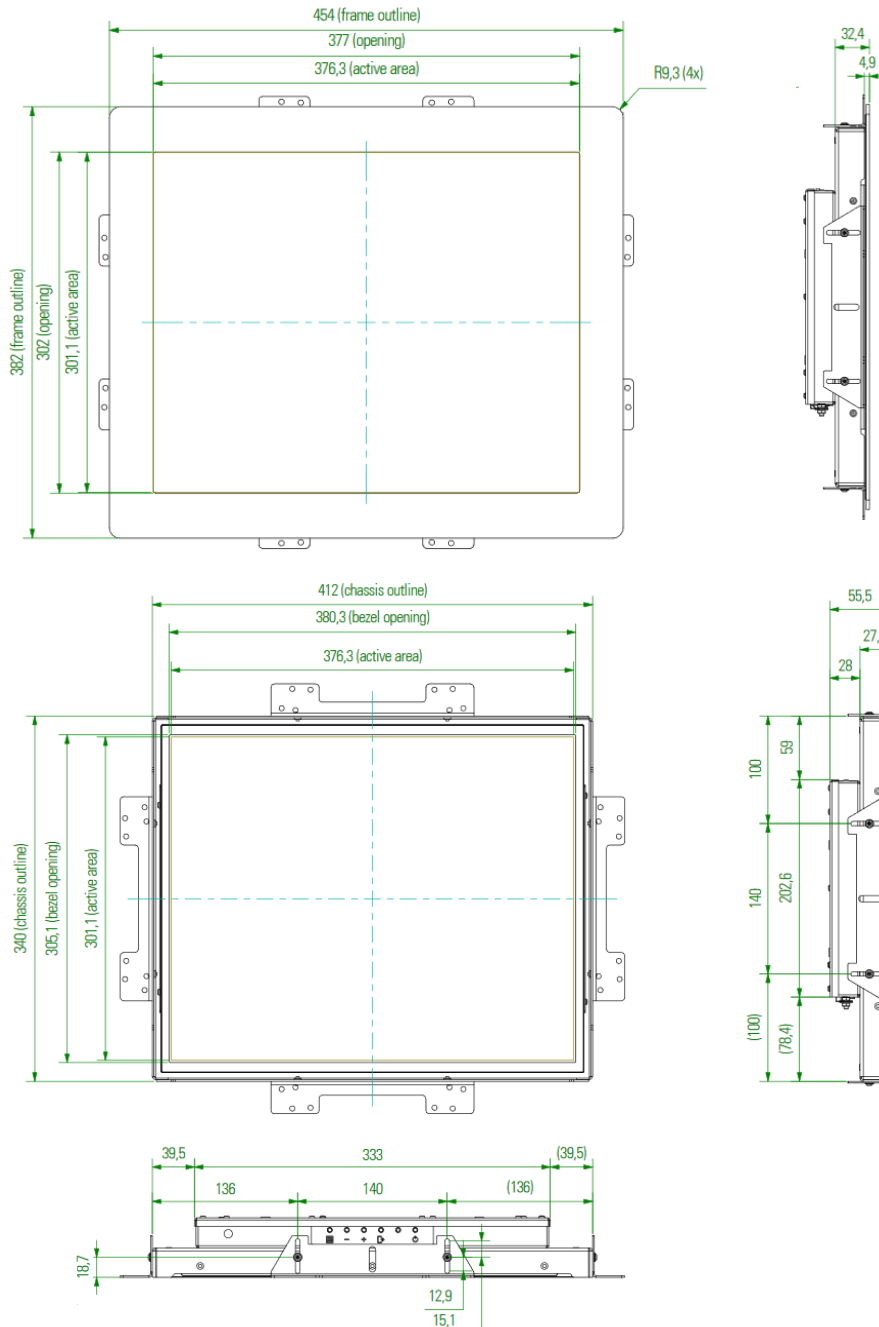 454 (frame outline)
377 (opening)
376,3 (active area)
R9,3 (4x)
32,4
4,9
382 (frame outline)
302 (opening)
301,1 (active area)
412 (chassis outline)
380,3 (bezel opening)
376,3 (active area)
55,5
27,
28
340 (chassis outline)
305,1 (bezel opening)
301,1 (active area)
100
59
140
202,6
(100)
(78,4)
39,5
333
(39,5)
136
140
(136)
18,7
12,9
15,1